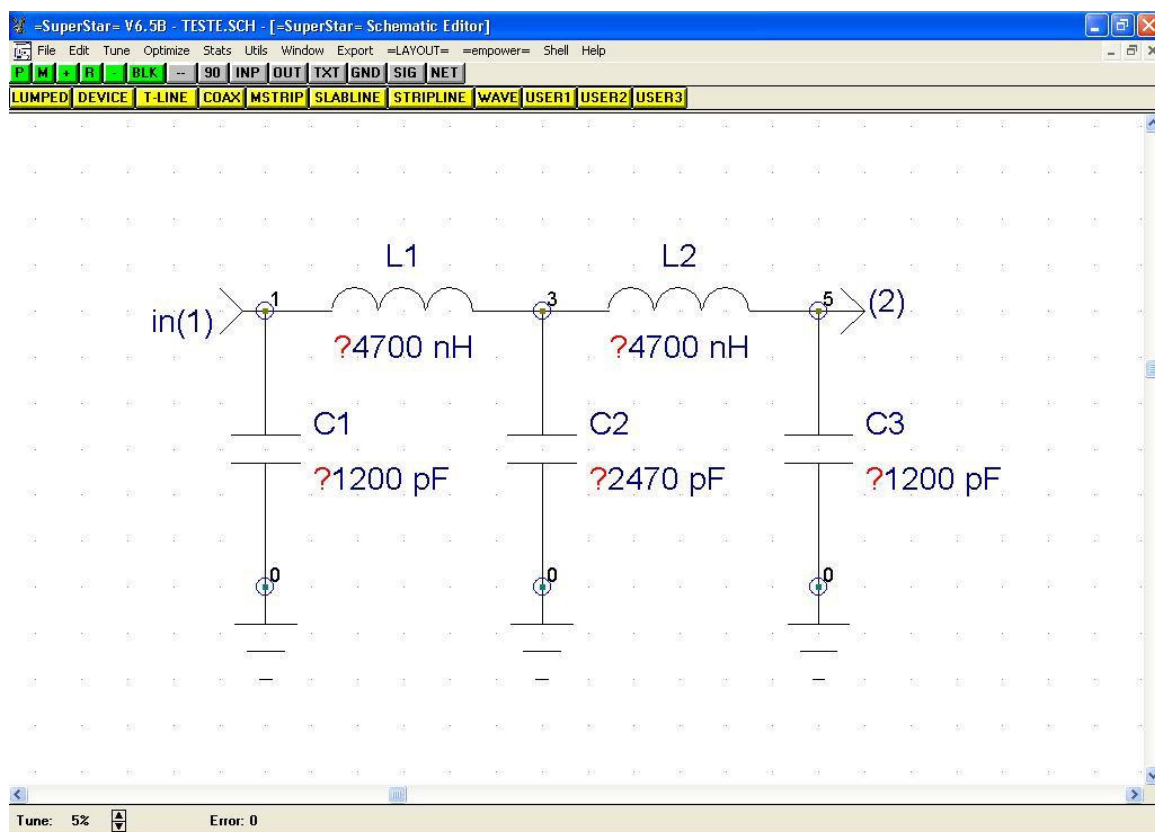 =SuperStar= V6.5B - TESTE.SCH - [=SuperStar= Schematic Editor]
File Edit Tune Optimize Stats Utils Window Export =LAYOUT= =empower= Shell Help
P M + R - BLK -- 90 INP OUT TXT GND SIG NET
LUMPED DEVICE T-LINE COAX MSTRIP SLABLINE STRIPLINE WAVE USER1 USER2 USER3
L1 L2
in(1) 1 3 5 (2)
?4700 nH ?4700 nH
C1 C2 C3
?1200 pF ?2470 pF ?1200 pF
0 0 0
Tune: 5% Error: 0